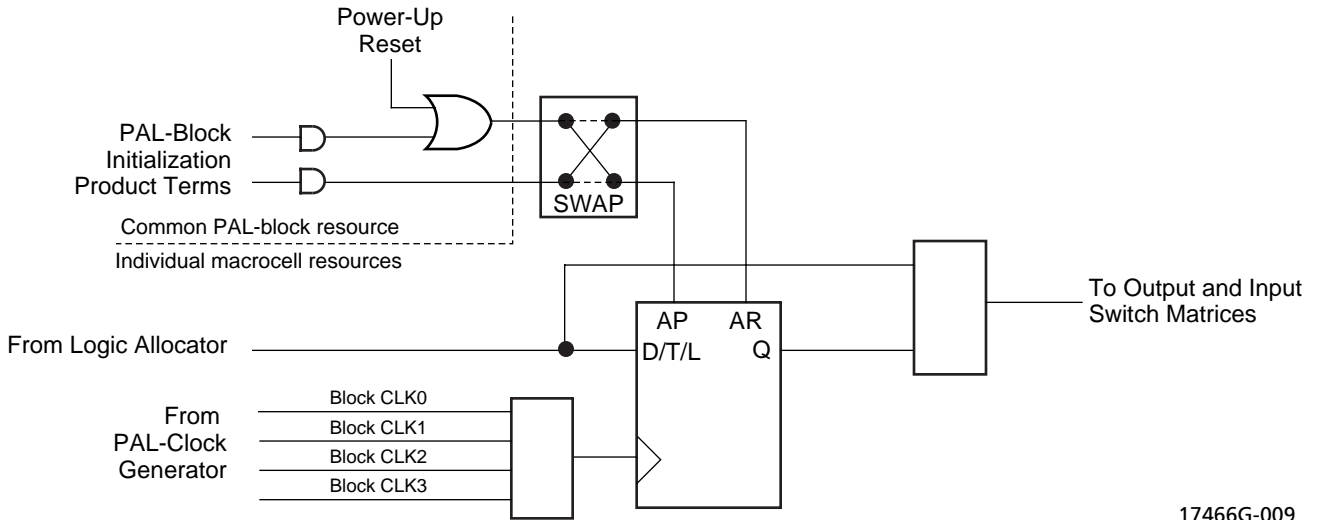 Power-Up
Reset
PAL-Block
Initialization
Product Terms
SWAP
Common PAL-block resource
Individual macrocell resources
To Output and Input
Switch Matrices
AP AR
From Logic Allocator
D/T/L Q
Block CLK0
From
PAL-Clock
Generator
Block CLK1
Block CLK2
Block CLK3
17466G-009